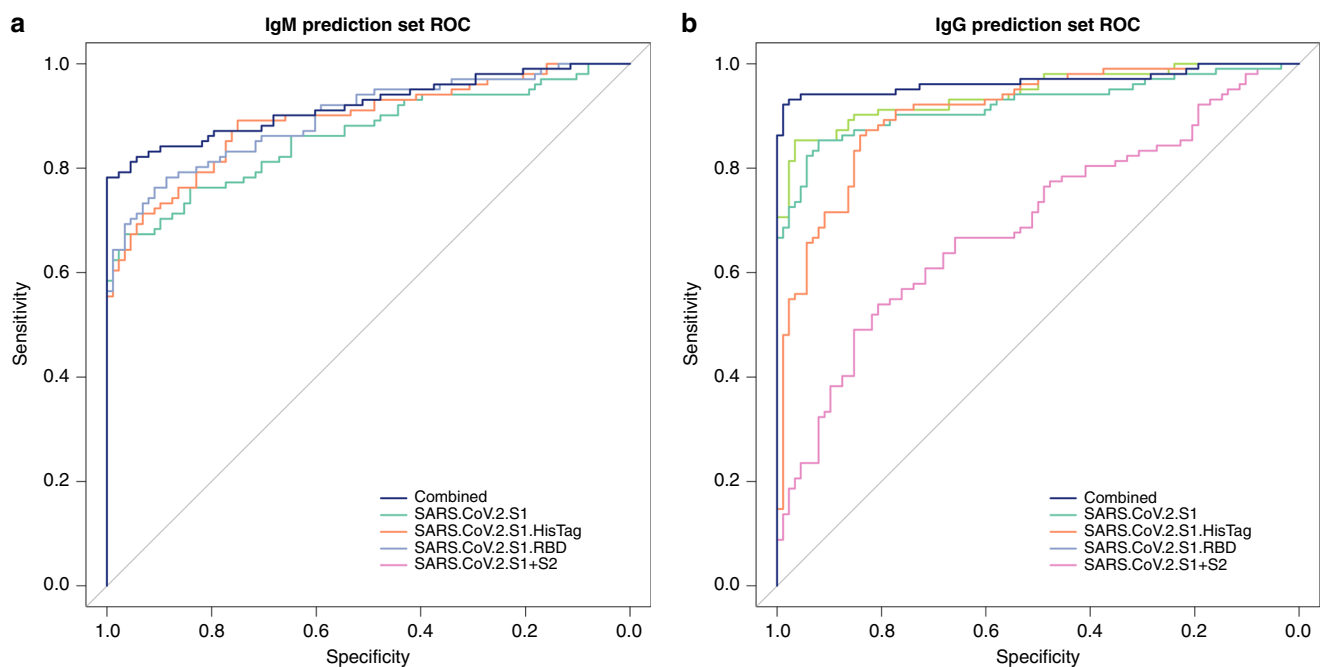 a
IgM prediction set ROC
1.0
0.8
0.6
0.4
0.2
0.0
Sensitivity
Combined
SARS.CoV.2.S1
SARS.CoV.2.S1.HisTag
SARS.CoV.2.S1.RBD
SARS.CoV.2.S1+S2
1.0 0.8 0.6 0.4 0.2 0.0
Specificity
b
IgG prediction set ROC
1.0
0.8
0.6
0.4
0.2
0.0
Sensitivity
Combined
SARS.CoV.2.S1
SARS.CoV.2.S1.HisTag
SARS.CoV.2.S1.RBD
SARS.CoV.2.S1+S2
1.0 0.8 0.6 0.4 0.2 0.0
Specificity